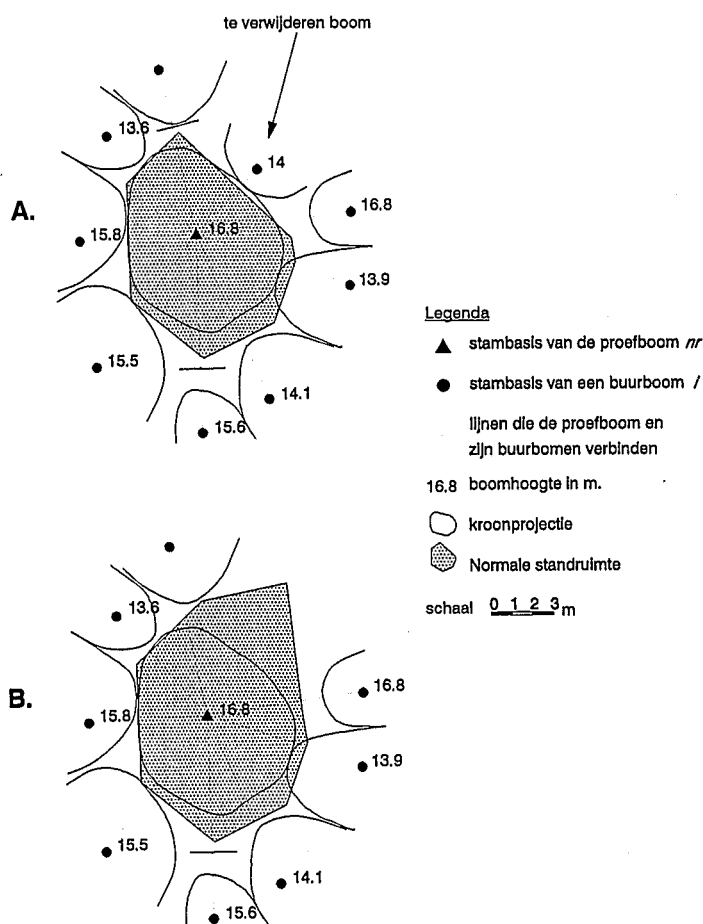 te verwijderen boom
13.6
14
A.
16.8
15.8
16.8
13.9
15.5
14.1
15.6
Legenda
stambasis van de proefboom nr
stambasis van een buurboom i
lijnen die de proefboom en
zijn buurbomen verbinden
16.8 boomhoogte in m.
kroonprojectie
Normale standruimte
schaal 0 1 2 3 m
13.6
16.8
B.
15.8
16.8
13.9
15.5
14.1
15.6